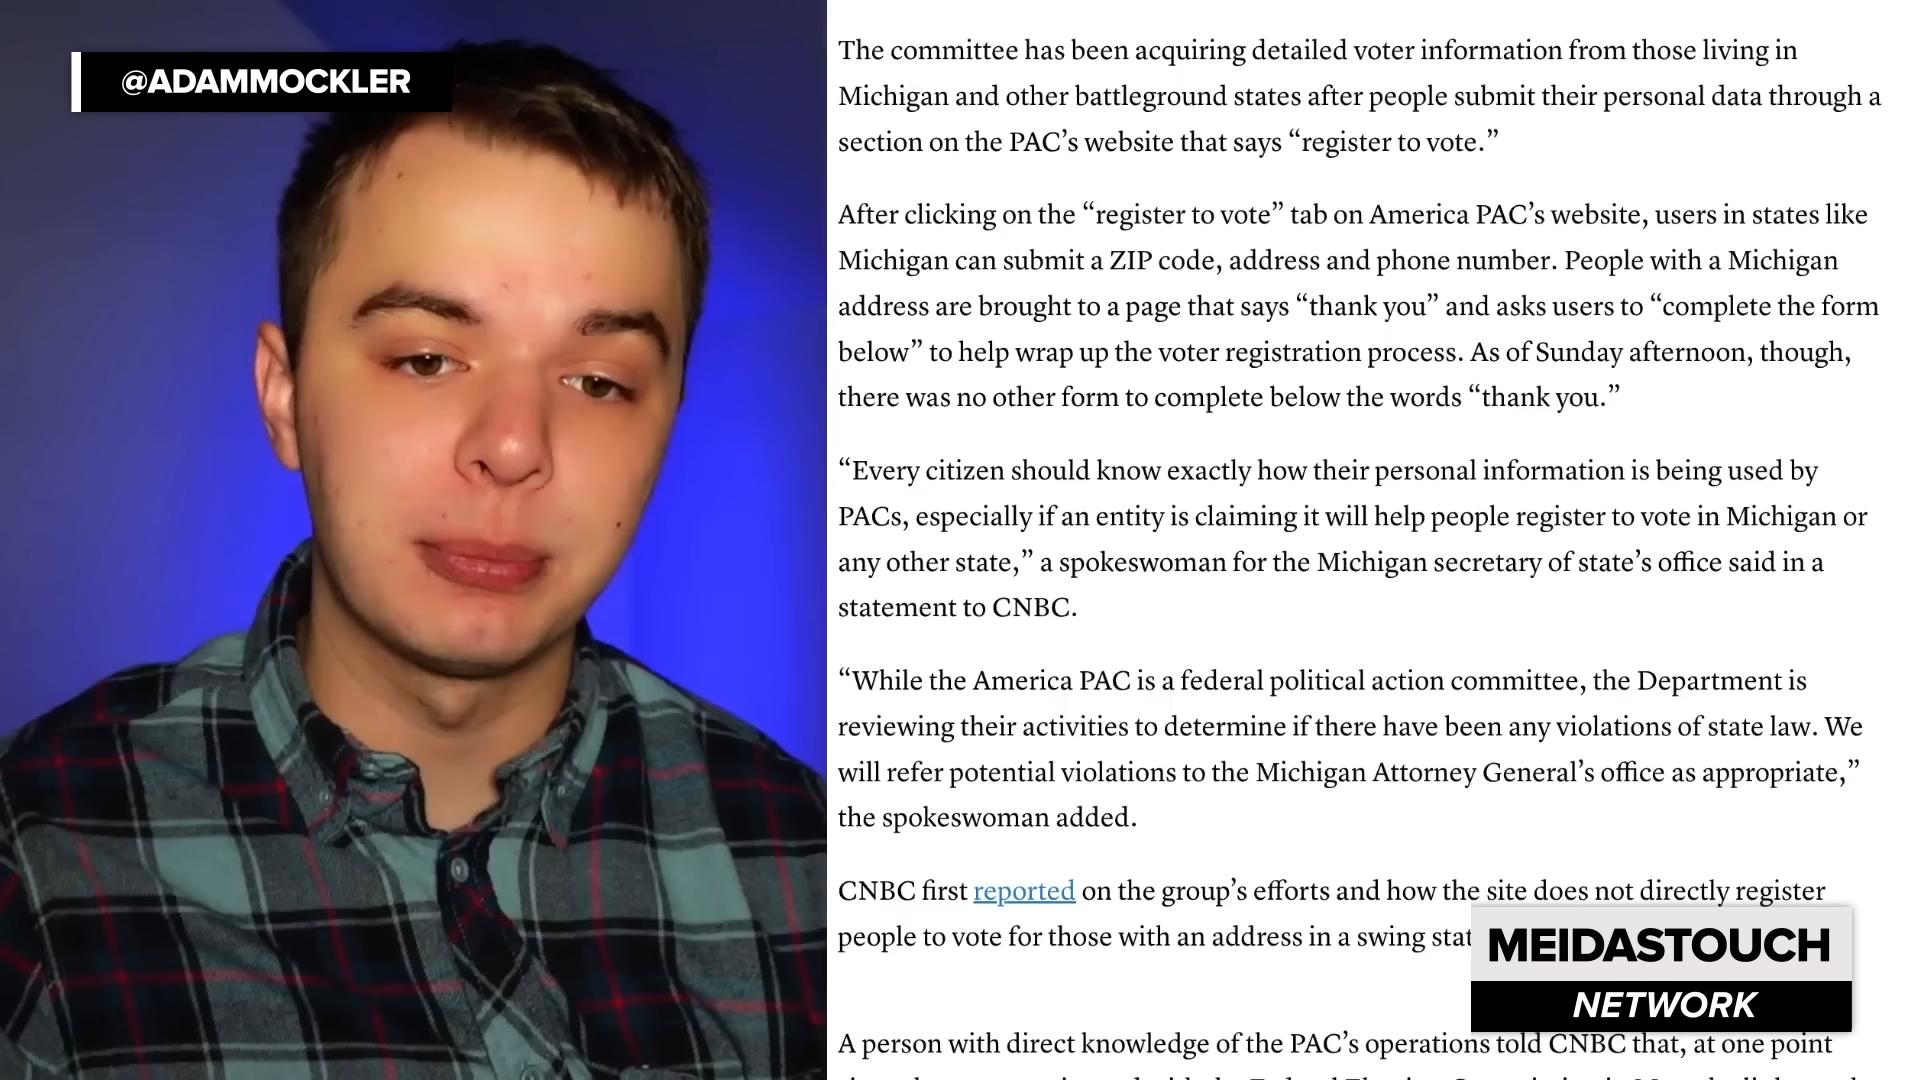 @ADAMMOCKLER
The committee has been acquiring detailed voter information from those living in
Michigan and other battleground states after people submit their personal data through a
section on the PAC’s website that says “register to vote.”
After clicking on the “register to vote” tab on America PAC’s website, users in states like
Michigan can submit a ZIP code, address and phone number. People with a Michigan
address are brought to a page that says “thank you” and asks users to “complete the form
below” to help wrap up the voter registration process. As of Sunday afternoon, though,
there was no other form to complete below the words “thank you.”
“Every citizen should know exactly how their personal information is being used by
PACs, especially if an entity is claiming it will help people register to vote in Michigan or
any other state,” a spokeswoman for the Michigan secretary of state’s office said in a
statement to CNBC.
“While the America PAC is a federal political action committee, the Department is
reviewing their activities to determine if there have been any violations of state law. We
will refer potential violations to the Michigan Attorney General’s office as appropriate,”
the spokeswoman added.
CNBC first reported on the group’s efforts and how the site does not directly register
people to vote for those with an address in a swing stat
MEIDASTOUCH
NETWORK
A person with direct knowledge of the PAC’s operations told CNBC that, at one point